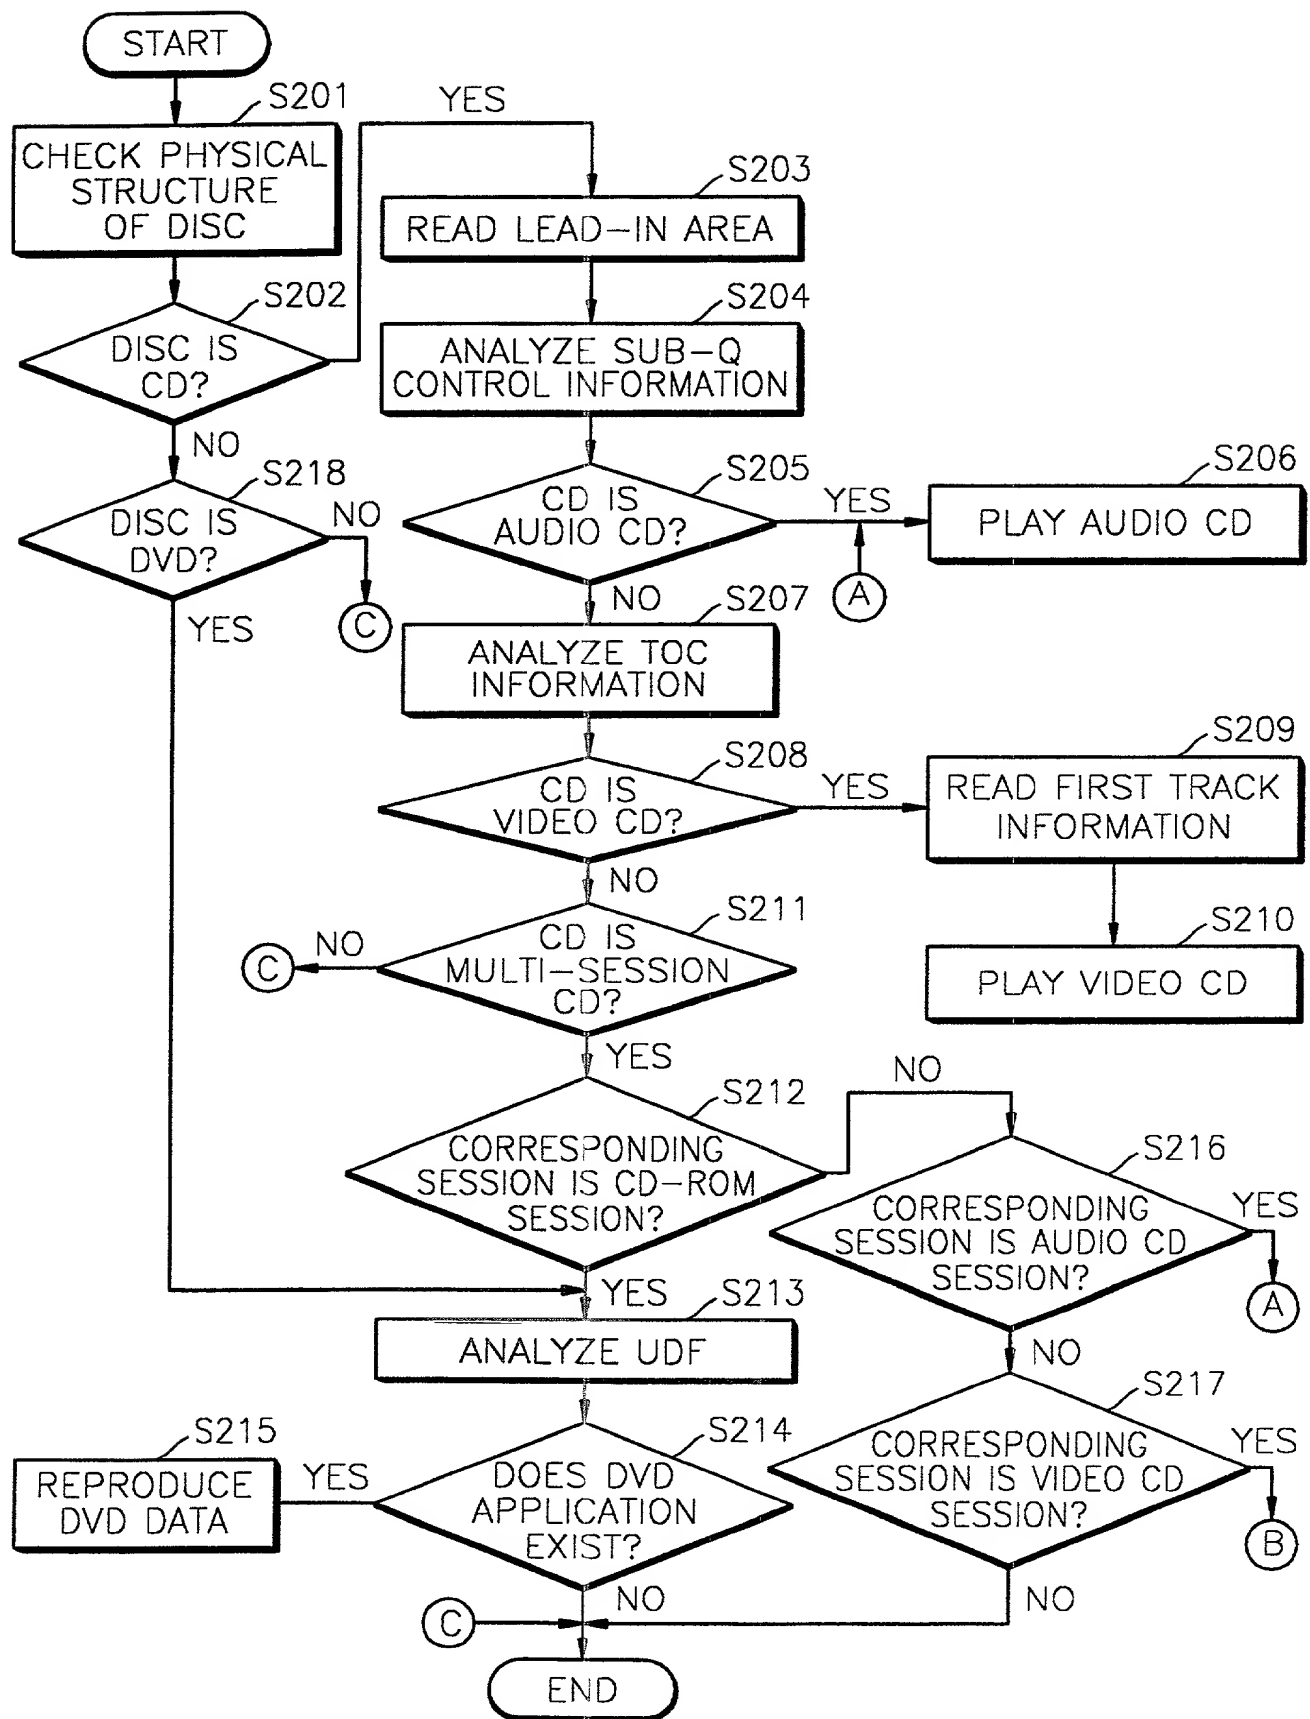 START
S201
CHECK PHYSICAL
STRUCTURE
OF DISC
S202
DISC IS
CD?
YES
NO
S203
READ LEAD-IN AREA
S204
ANALYZE SUB-Q
CONTROL INFORMATION
S205
CD IS
AUDIO CD?
YES
A
S206
PLAY AUDIO CD
NO
S218
DISC IS
DVD?
NO
C
YES
S207
ANALYZE TOC
INFORMATION
S208
CD IS
VIDEO CD?
YES
S209
READ FIRST TRACK
INFORMATION
S210
PLAY VIDEO CD
NO
S211
CD IS
MULTI-SESSION
CD?
NO
C
YES
S212
CORRESPONDING
SESSION IS CD-ROM
SESSION?
NO
S216
CORRESPONDING
SESSION IS AUDIO CD
SESSION?
YES
A
NO
YES
S213
ANALYZE UDF
S214
DOES DVD
APPLICATION
EXIST?
YES
S215
REPRODUCE
DVD DATA
S217
CORRESPONDING
SESSION IS VIDEO CD
SESSION?
YES
B
NO
NO
C
END